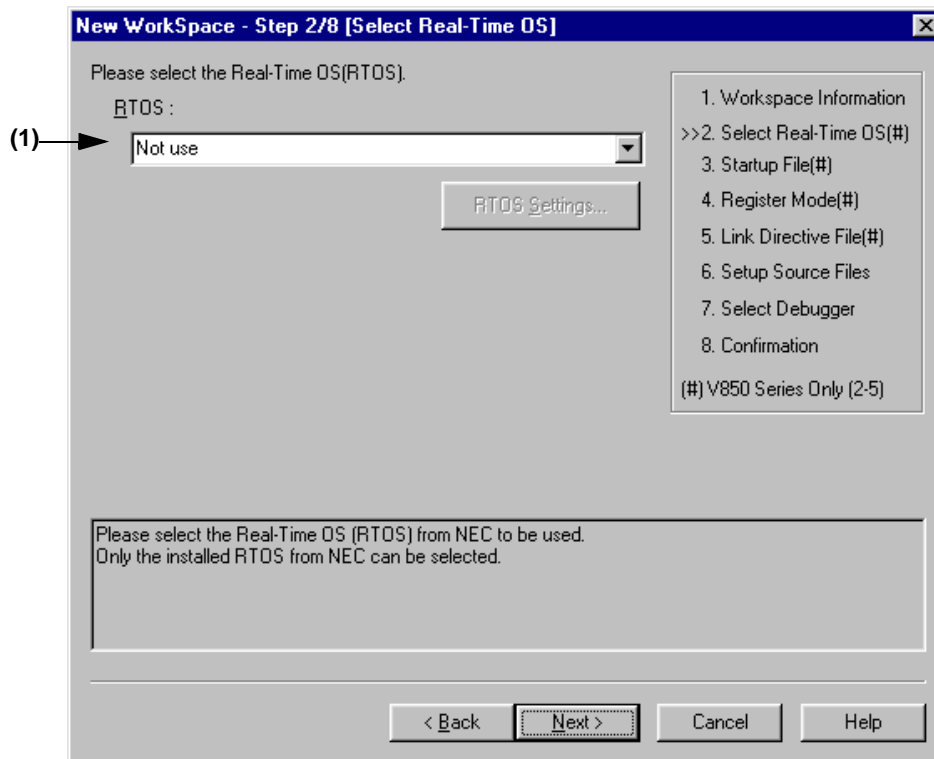 New WorkSpace - Step 2/8 [Select Real-Time OS]
Please select the Real-Time OS(RTOS).
RTOS :
(1)
Not use
RTOS Settings...
1. Workspace Information
>>2. Select Real-Time OS(#)
3. Startup File(#)
4. Register Mode(#)
5. Link Directive File(#)
6. Setup Source Files
7. Select Debugger
8. Confirmation
(#) V850 Series Only (2-5)
Please select the Real-Time OS (RTOS) from NEC to be used.
Only the installed RTOS from NEC can be selected.
< Back
Next >
Cancel
Help